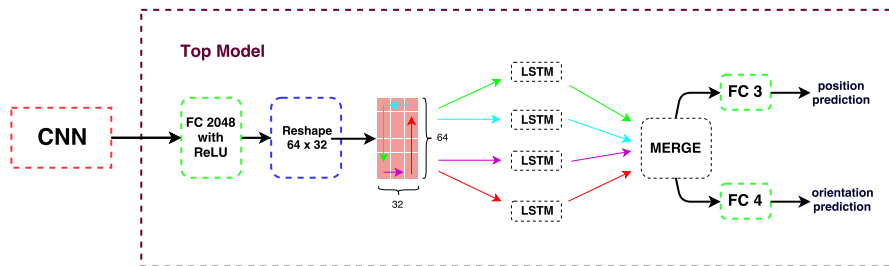 Top Model
CNN
FC 2048
with
ReLU
Reshape
64 x 32
64
32
LSTM
LSTM
LSTM
LSTM
MERGE
FC 3
position
prediction
FC 4
orientation
prediction